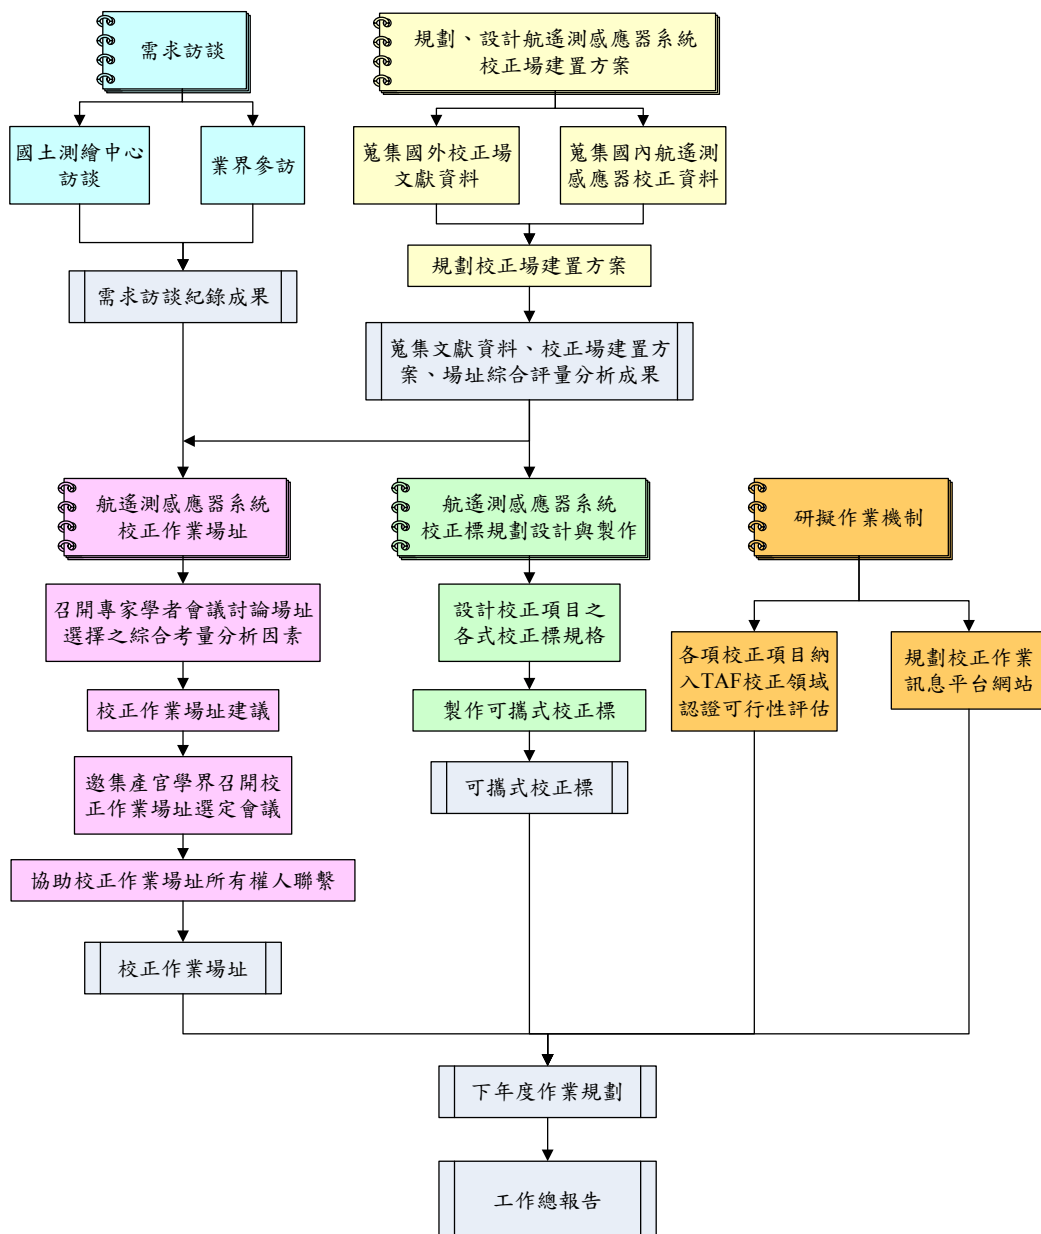 需求訪談
規劃、設計航遙測感應器系統
校正場建置方案
國土測繪中心
訪談
業界參訪
蒐集國外校正場
文獻資料
蒐集國內航遙測
感應器校正資料
規劃校正場建置方案
需求訪談紀錄成果
蒐集文獻資料、校正場建置方
案、場址綜合評量分析成果
航遙測感應器系統
校正作業場址
航遙測感應器系統
校正標規劃設計與製作
研擬作業機制
召開專家學者會議討論場址
選擇之綜合考量分析因素
設計校正項目之
各式校正標規格
各項校正項目納
入TAF校正領域
認證可行性評估
規劃校正作業
訊息平台網站
校正作業場址建議
製作可攜式校正標
邀集產官學界召開校
正作業場址選定會議
可攜式校正標
協助校正作業場址所有權人聯繫
校正作業場址
下年度作業規劃
工作總報告